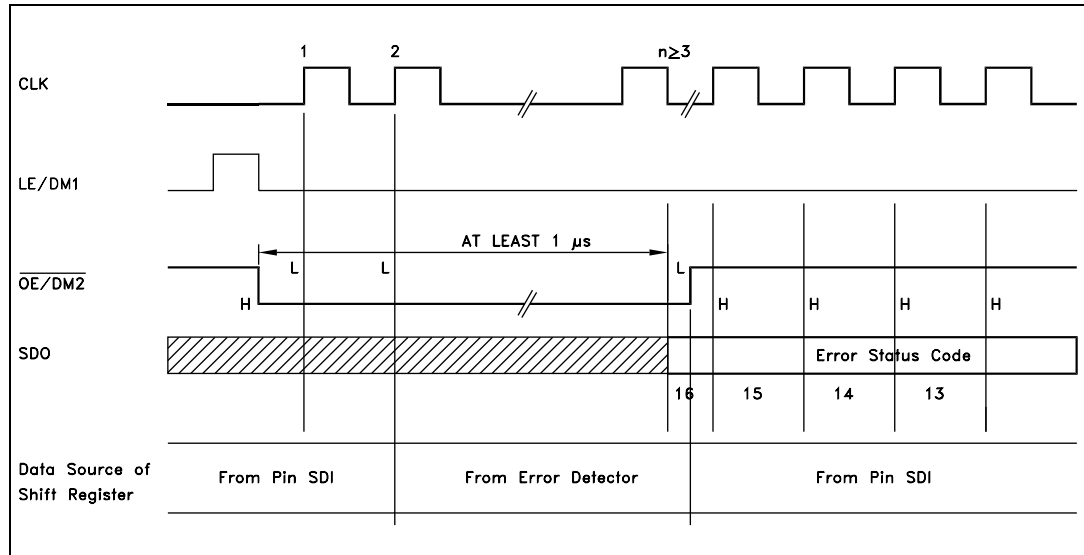 1 2 n≥3
CLK
LE/DM1
AT LEAST 1 µs
L L L
OE/DM2
H H H H H
SDO
Error Status Code
16 15 14 13
Data Source of
Shift Register
From Pin SDI From Error Detector From Pin SDI